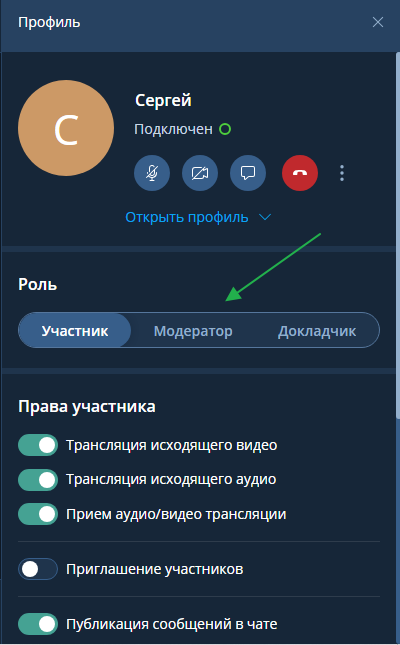 Профиль
С
Сергей
Подключен
Открыть профиль
Роль
Участник Модератор Докладчик
Права участника
Трансляция исходящего видео
Трансляция исходящего аудио
Прием аудио/видео трансляции
Приглашение участников
Публикация сообщений в чате